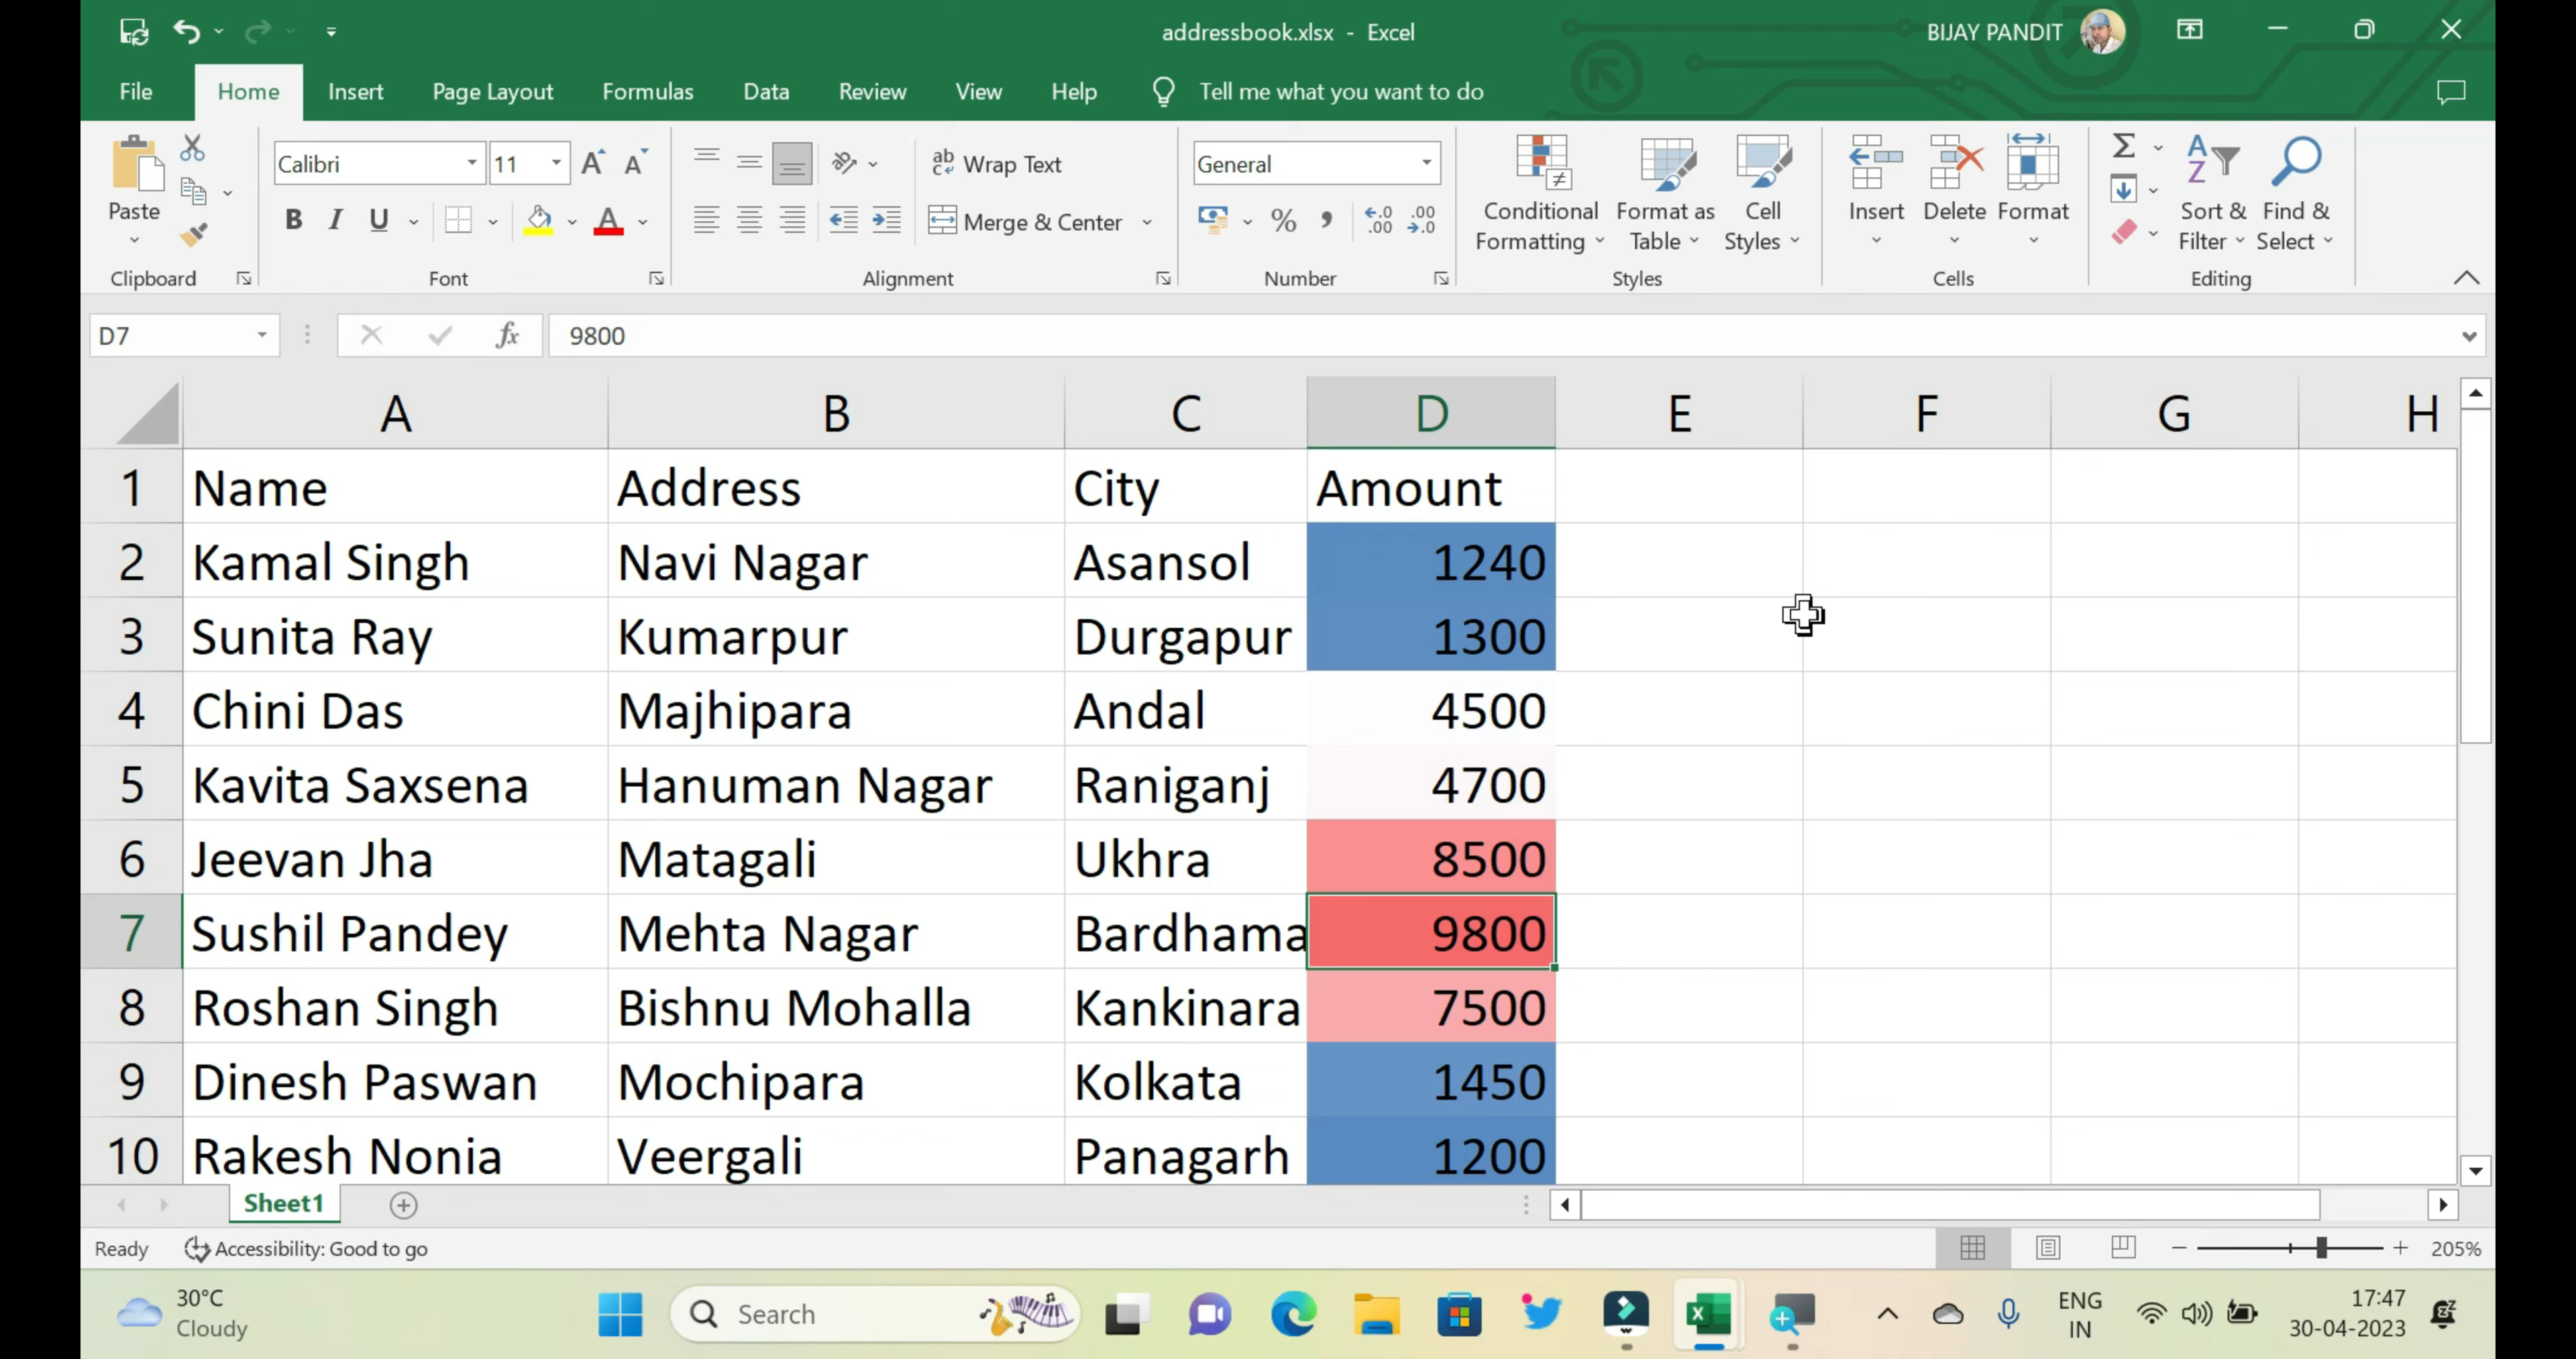 addressbook.xlsx - Excel
BIJAY PANDIT
File Home Insert Page Layout Formulas Data Review View Help Tell me what you want to do
Paste
Clipboard
Calibri 11 A A
B I U A
Font
ab
c
Wrap Text
Merge & Center
Alignment
General
% , .0 .00 .00 .0
Number
Conditional Formatting
Format as Table
Cell Styles
Styles
Insert
Delete
Format
Cells
Σ
A Z
Sort & Filter
Find & Select
Editing
D7 fx 9800
A B C D E F G H
1 Name Address City Amount
2 Kamal Singh Navi Nagar Asansol 1240
3 Sunita Ray Kumarpur Durgapur 1300
4 Chini Das Majhipara Andal 4500
5 Kavita Saxsena Hanuman Nagar Raniganj 4700
6 Jeevan Jha Matagali Ukhra 8500
7 Sushil Pandey Mehta Nagar Bardhama 9800
8 Roshan Singh Bishnu Mohalla Kankinara 7500
9 Dinesh Paswan Mochipara Kolkata 1450
10 Rakesh Nonia Veergali Panagarh 1200
Sheet1
Ready Accessibility: Good to go 205%
30°C
Cloudy
Search
ENG
IN
17:47
30-04-2023